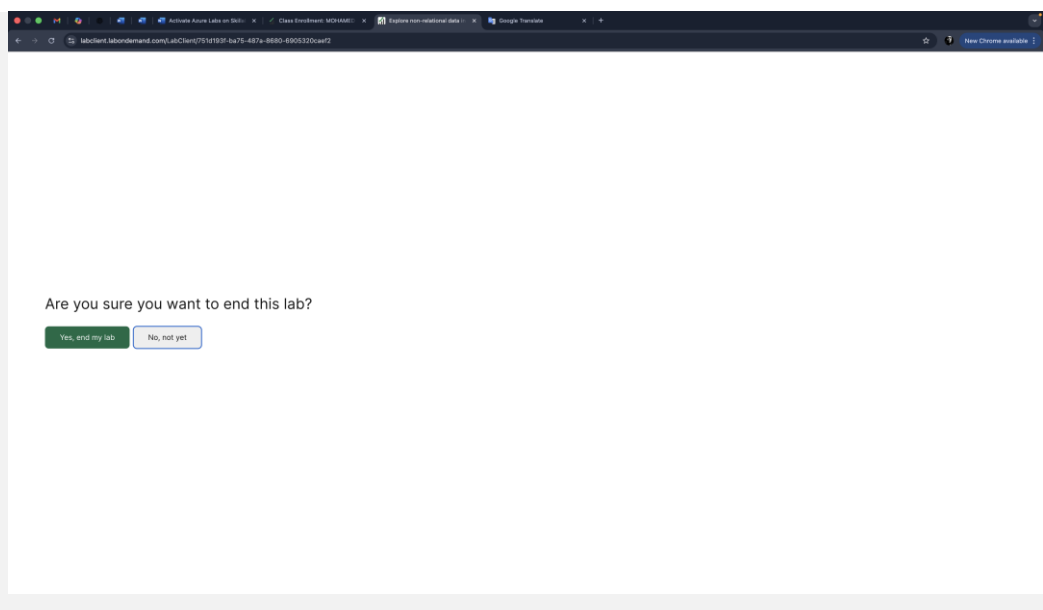 Activate Azure Labs on Skills
Class Enrollment: MOHAMED
Explore non-relational data in
Google Translate
labclient.labondemand.com/LabClient/751d193f-ba75-487a-8680-6905320caef2
New Chrome available
Are you sure you want to end this lab?
Yes, end my lab
No, not yet